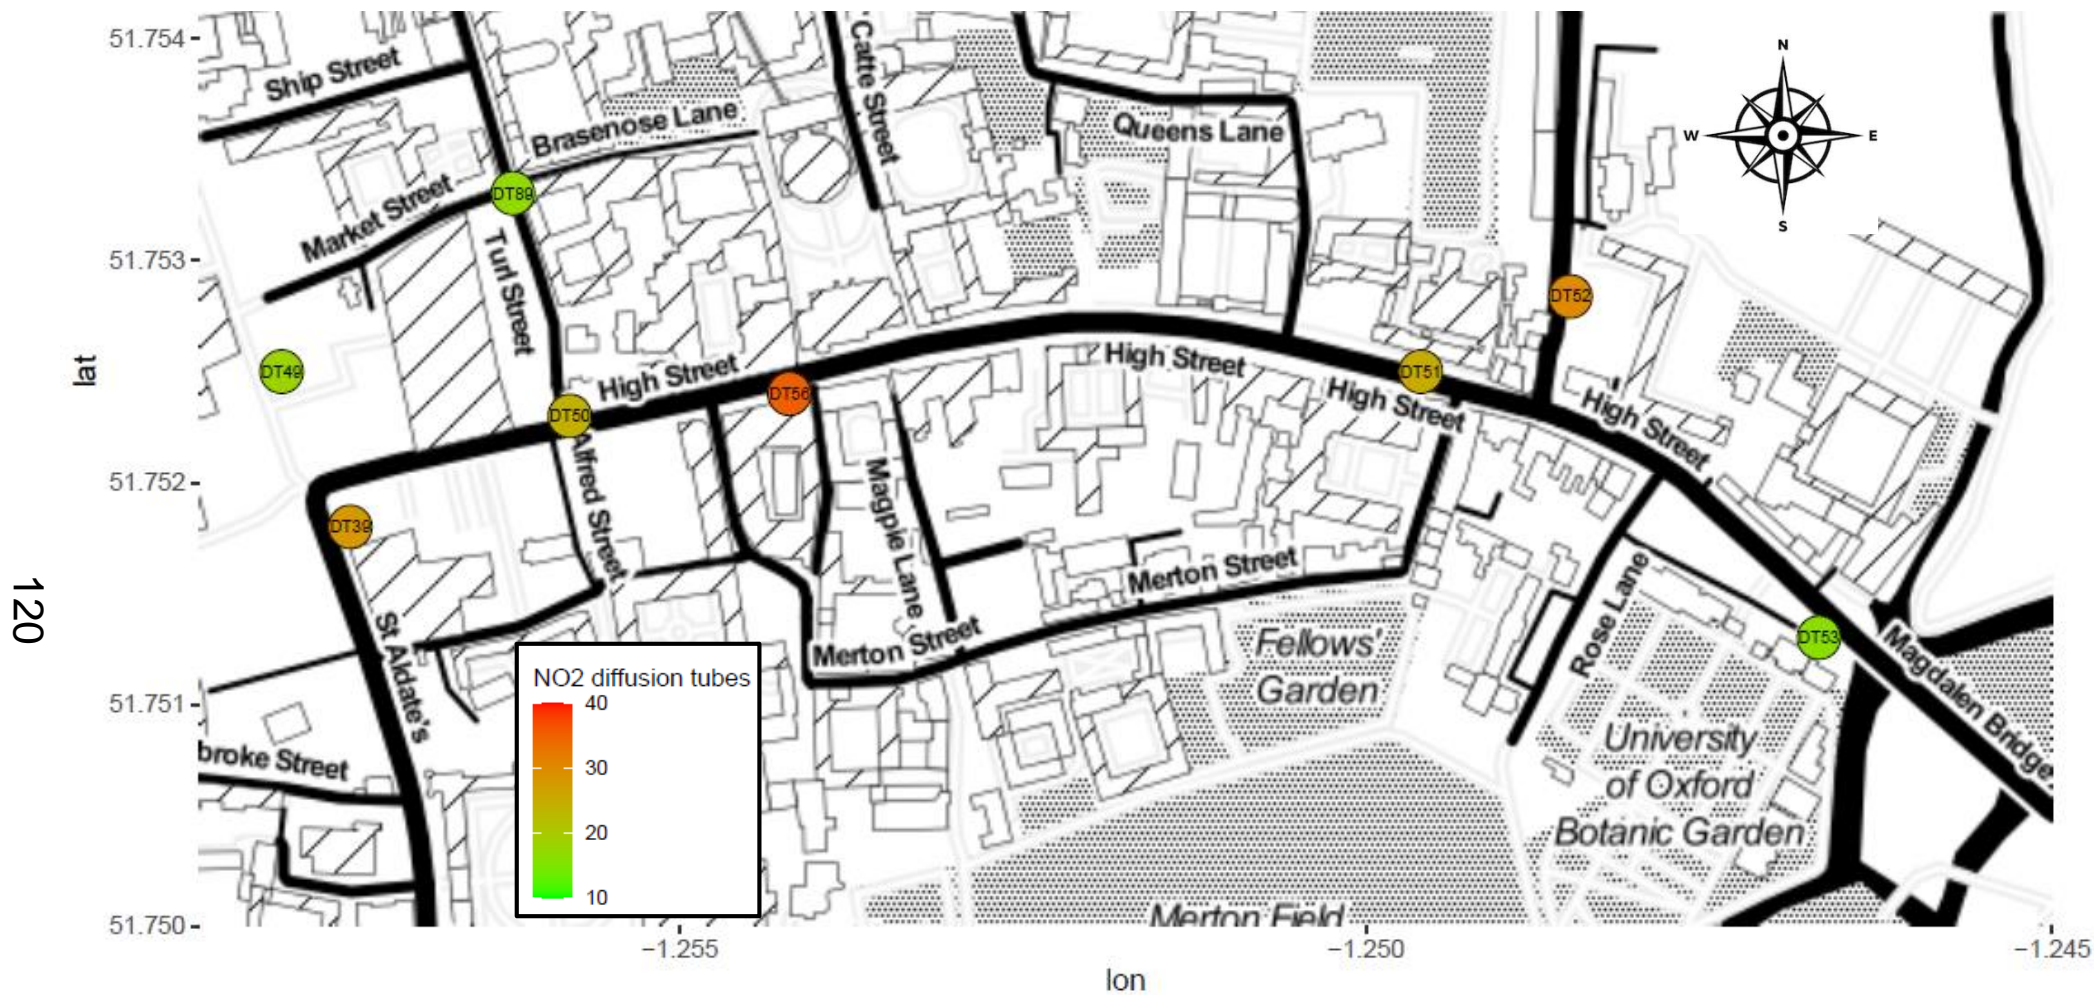 51.754
51.753
51.752
51.751
51.750
lat
120
−1.255
−1.250
−1.245
lon
Ship Street
Catte Street
Brasenose Lane
Queens Lane
N
W
E
S
Market Street
DT89
Turl Street
DT49
DT52
High Street
DT56
High Street
DT51
High Street
High Street
DT50
Alfred Street
Magpie Lane
DT39
Merton Street
Rose Lane
DT53
St Aldate's
Merton Street
Fellows'
Garden
Magdalen Bridge
broke Street
University
of Oxford
Botanic Garden
Merton Field
NO2 diffusion tubes
40
30
20
10